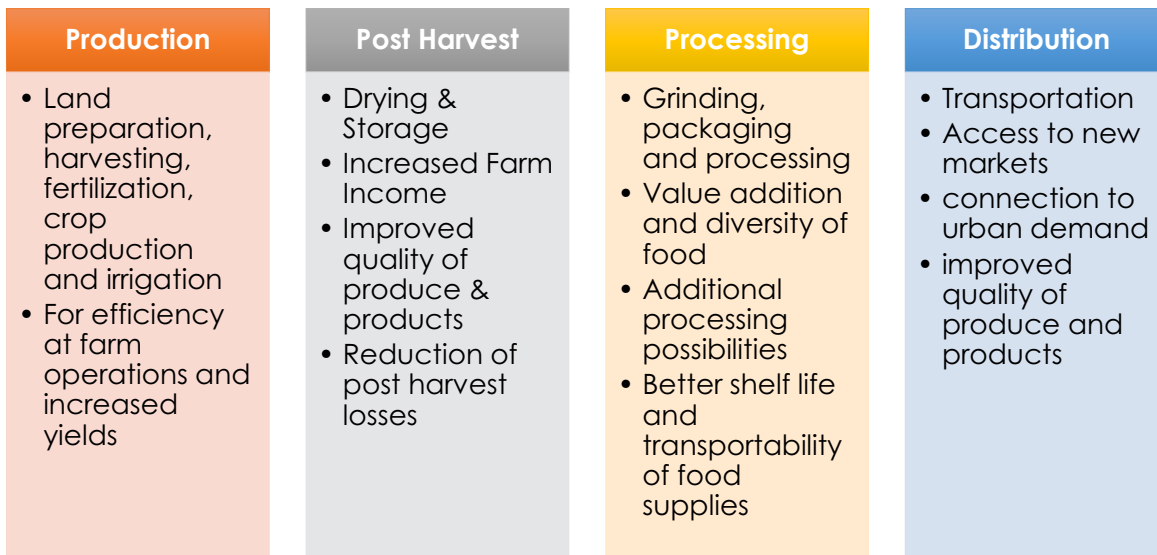 Production
• Land
preparation,
harvesting,
fertilization,
crop
production
and irrigation
• For efficiency
at farm
operations and
increased
yields
Post Harvest
• Drying &
Storage
• Increased Farm
Income
• Improved
quality of
produce &
products
• Reduction of
post harvest
losses
Processing
• Grinding,
packaging
and processing
• Value addition
and diversity of
food
• Additional
processing
possibilities
• Better shelf life
and
transportability
of food
supplies
Distribution
• Transportation
• Access to new
markets
• connection to
urban demand
• improved
quality of
produce and
products